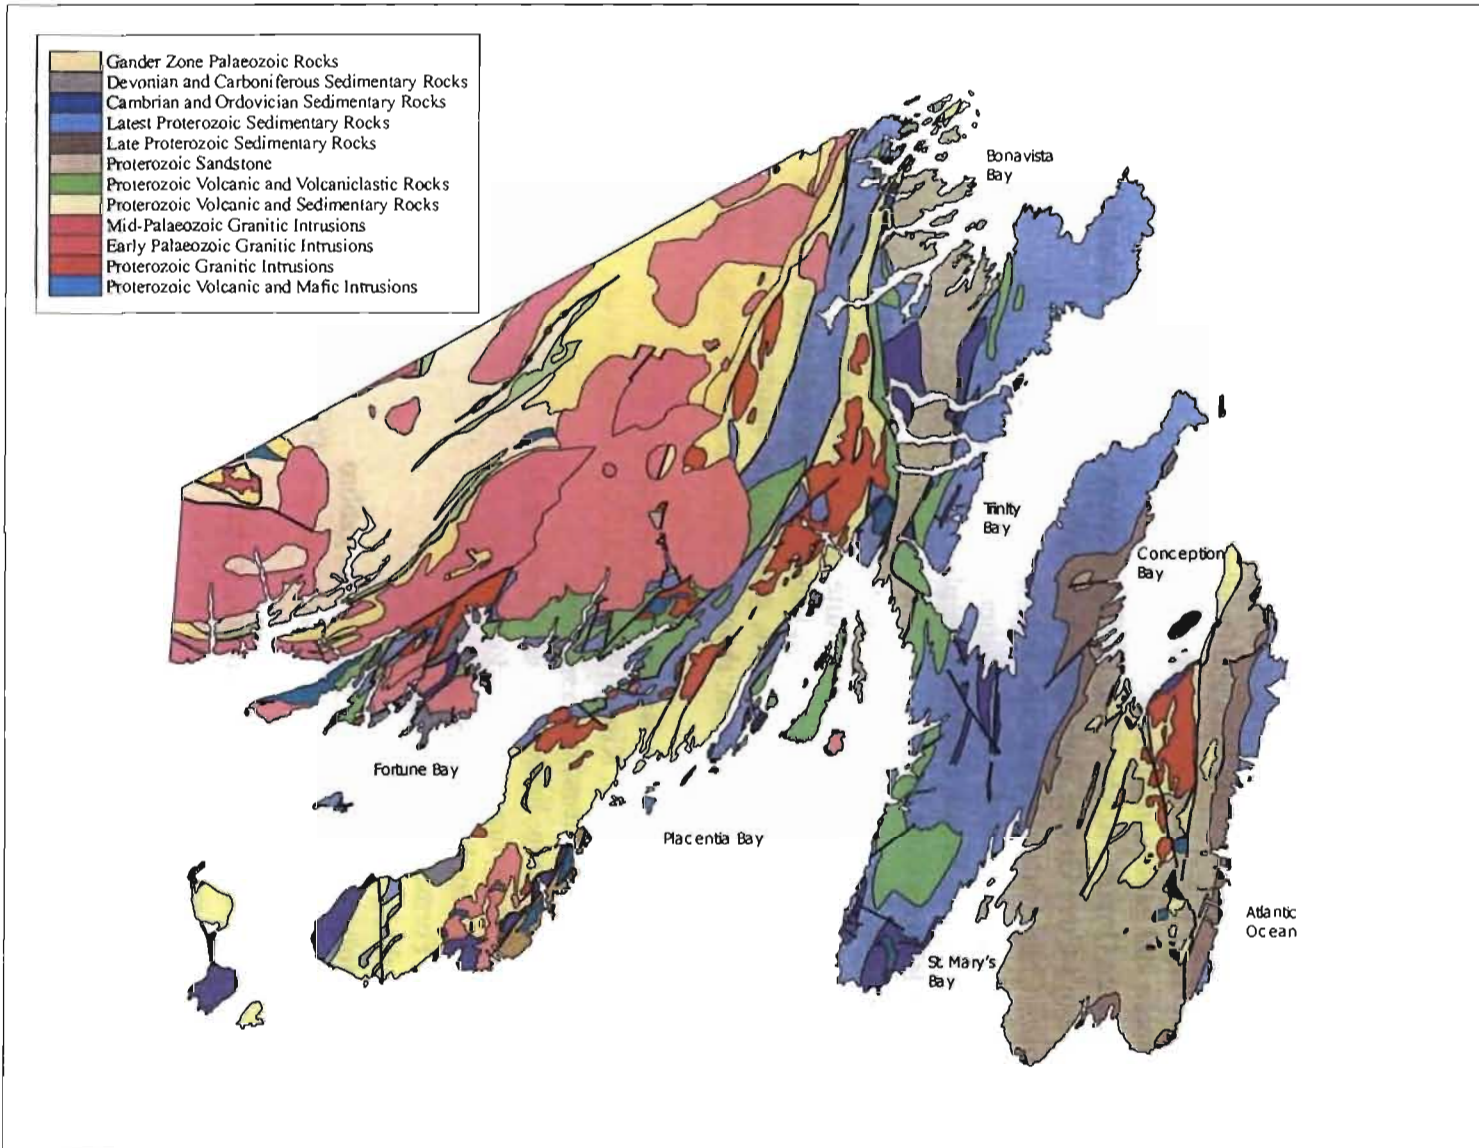 Gander Zone Palaeozoic Rocks
Devonian and Carboniferous Sedimentary Rocks
Cambrian and Ordovician Sedimentary Rocks
Latest Proterozoic Sedimentary Rocks
Late Proterozoic Sedimentary Rocks
Proterozoic Sandstone
Proterozoic Volcanic and Volcaniclastic Rocks
Proterozoic Volcanic and Sedimentary Rocks
Mid-Palaeozoic Granitic Intrusions
Early Palaeozoic Granitic Intrusions
Proterozoic Granitic Intrusions
Proterozoic Volcanic and Mafic Intrusions
Bonavista
Bay
Trinity
Bay
Conception
Bay
Fortune Bay
Placentia Bay
Atlantic
Ocean
St. Mary's
Bay